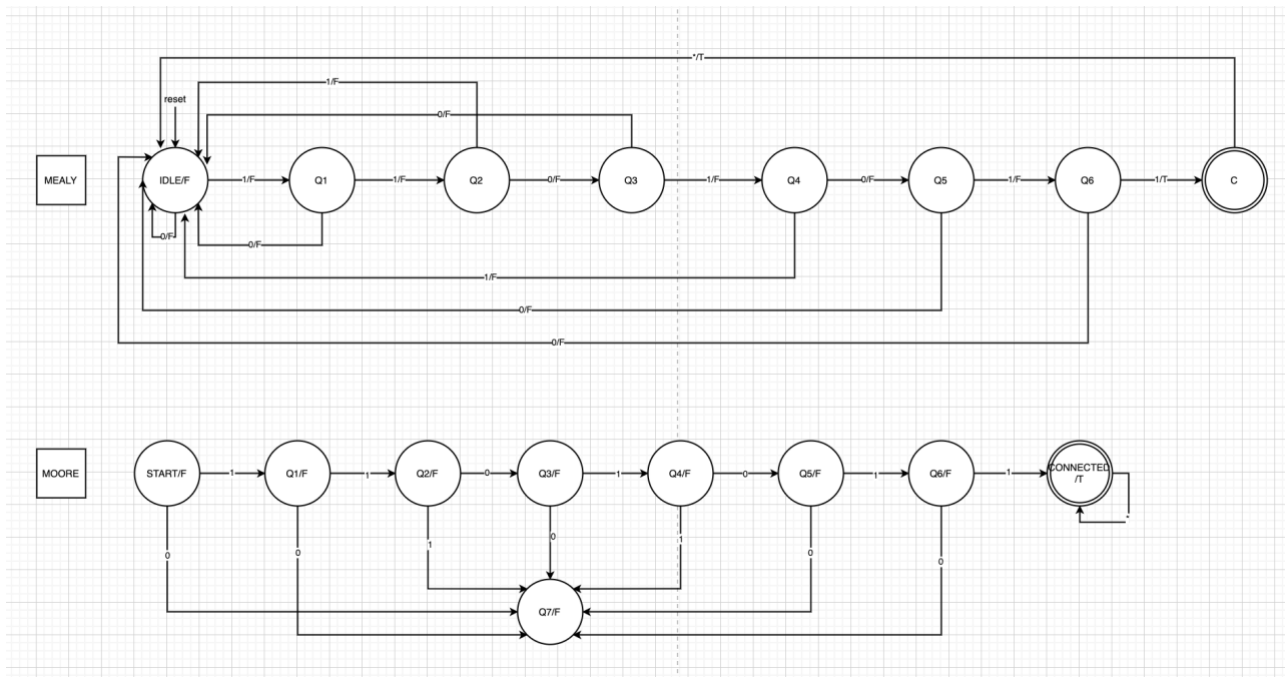 */T
1/F
reset
0/F
MEALY
IDLE/F
1/F
Q1
1/F
Q2
0/F
Q3
1/F
Q4
0/F
Q5
1/F
Q6
1/T
C
0/F
0/F
1/F
0/F
0/F
MOORE
START/F
1
Q1/F
1
Q2/F
0
Q3/F
1
Q4/F
0
Q5/F
1
Q6/F
1
CONNECTED
/T
*
0
0
1
0
1
0
0
Q7/F